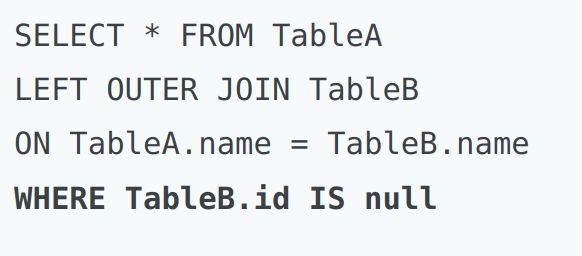 SELECT * FROM TableA
LEFT OUTER JOIN TableB
ON TableA.name = TableB.name
WHERE TableB.id IS null